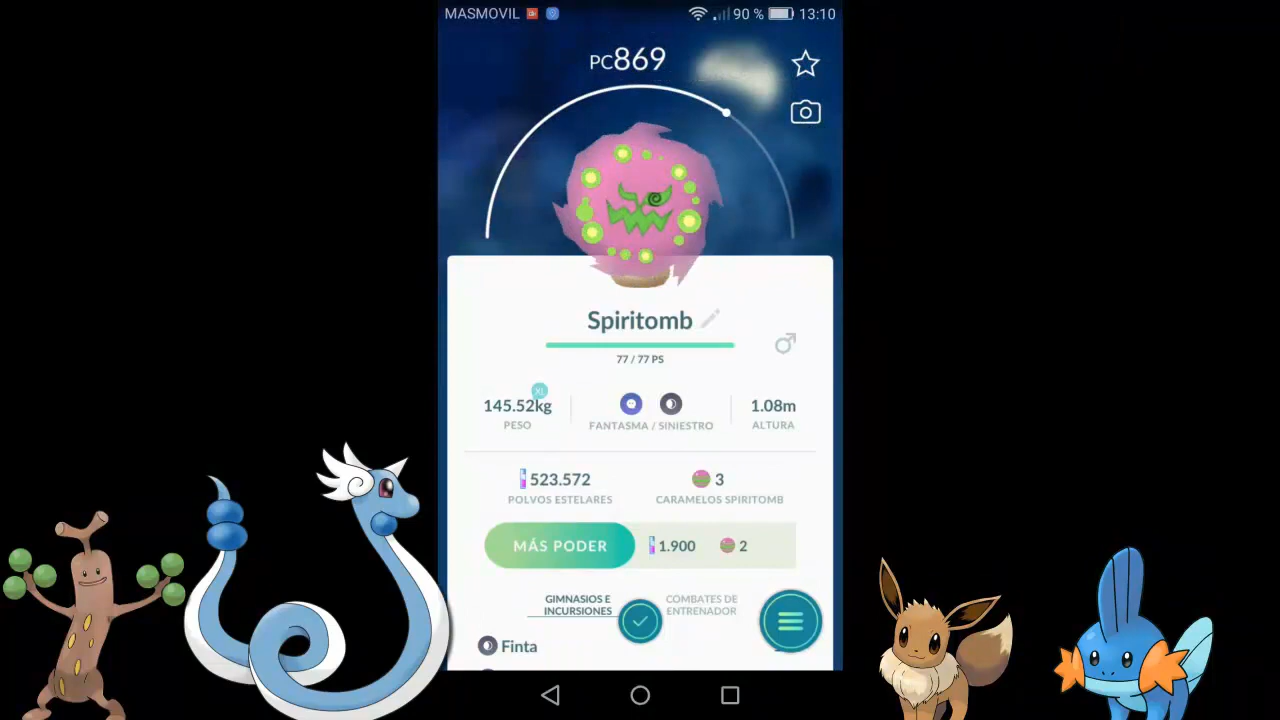 MASMOVIL 90 % 13:10
PC869
Spiritomb
77 / 77 PS
XL
145.52kg 1.08m
PESO FANTASMA / SINIESTRO ALTURA
523.572 3
POLVOS ESTELARES CARAMELOS SPIRITOMB
MÁS PODER 1.900 2
GIMNASIOS E COMBATES DE
INCURSIONES ENTRENADOR
Finta